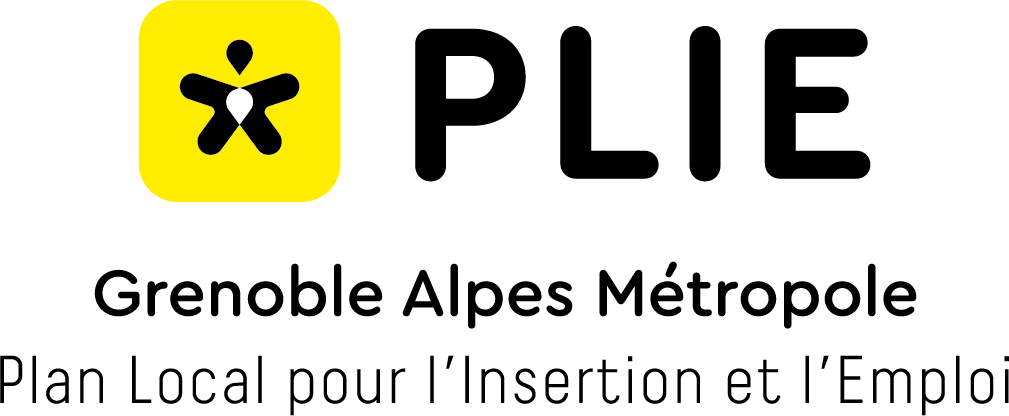 PLIE
Grenoble Alpes Métropole
Plan Local pour l'Insertion et l'Emploi